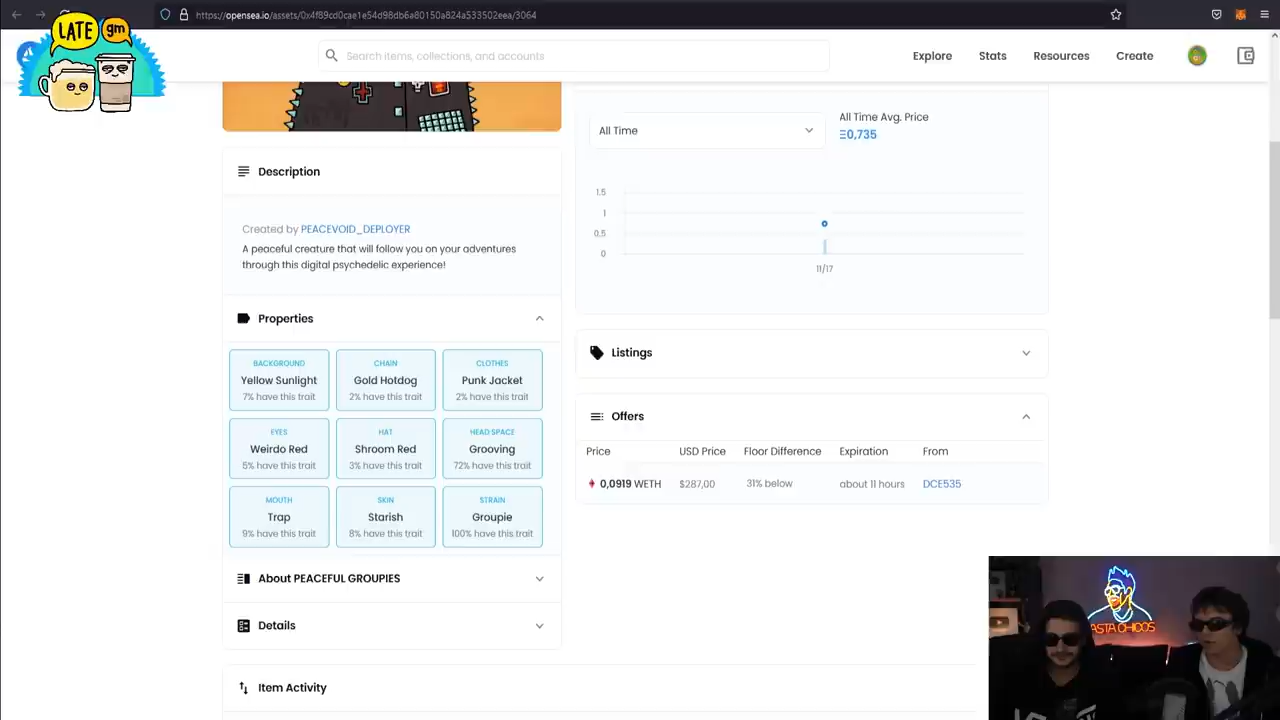 https://opensea.io/assets/0x4f89cd0cae1e54d98db6a80150a824a533502eea/3064
LATE gm
Search items, collections, and accounts
Explore
Stats
Resources
Create
All Time
All Time Avg. Price
Ξ0,735
1.5
1
0.5
0
11/17
Description
Created by PEACEVOID_DEPLOYER
A peaceful creature that will follow you on your adventures
through this digital psychedelic experience!
Properties
BACKGROUND
Yellow Sunlight
7% have this trait
CHAIN
Gold Hotdog
2% have this trait
CLOTHES
Punk Jacket
2% have this trait
EYES
Weirdo Red
5% have this trait
HAT
Shroom Red
3% have this trait
HEAD SPACE
Grooving
72% have this trait
MOUTH
Trap
9% have this trait
SKIN
Starish
8% have this trait
STRAIN
Groupie
100% have this trait
About PEACEFUL GROUPIES
Details
Listings
Offers
Price USD Price Floor Difference Expiration From
0,0919 WETH $287,00 31% below about 11 hours DCE535
Item Activity
ASTA CHICOS